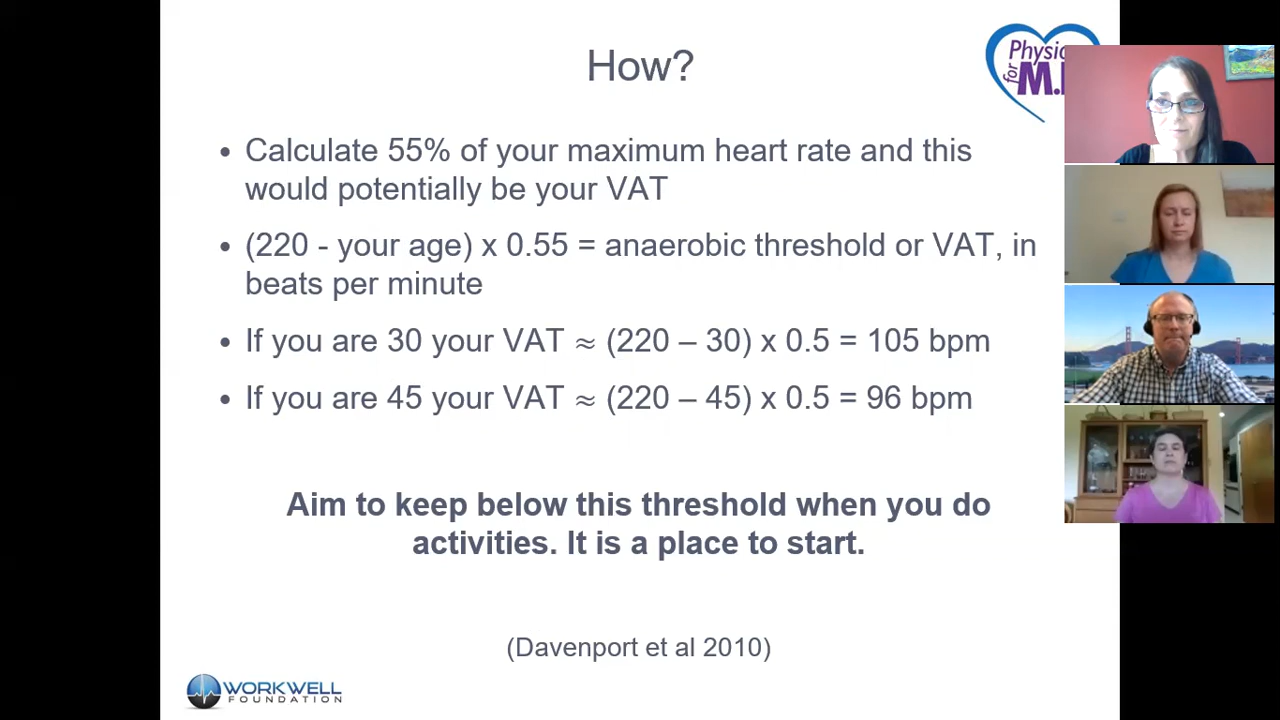 How?
Physio
for M.E
• Calculate 55% of your maximum heart rate and this
would potentially be your VAT
• (220 - your age) x 0.55 = anaerobic threshold or VAT, in
beats per minute
• If you are 30 your VAT ≈ (220 – 30) x 0.5 = 105 bpm
• If you are 45 your VAT ≈ (220 – 45) x 0.5 = 96 bpm
Aim to keep below this threshold when you do
activities. It is a place to start.
(Davenport et al 2010)
WORKWELL
FOUNDATION